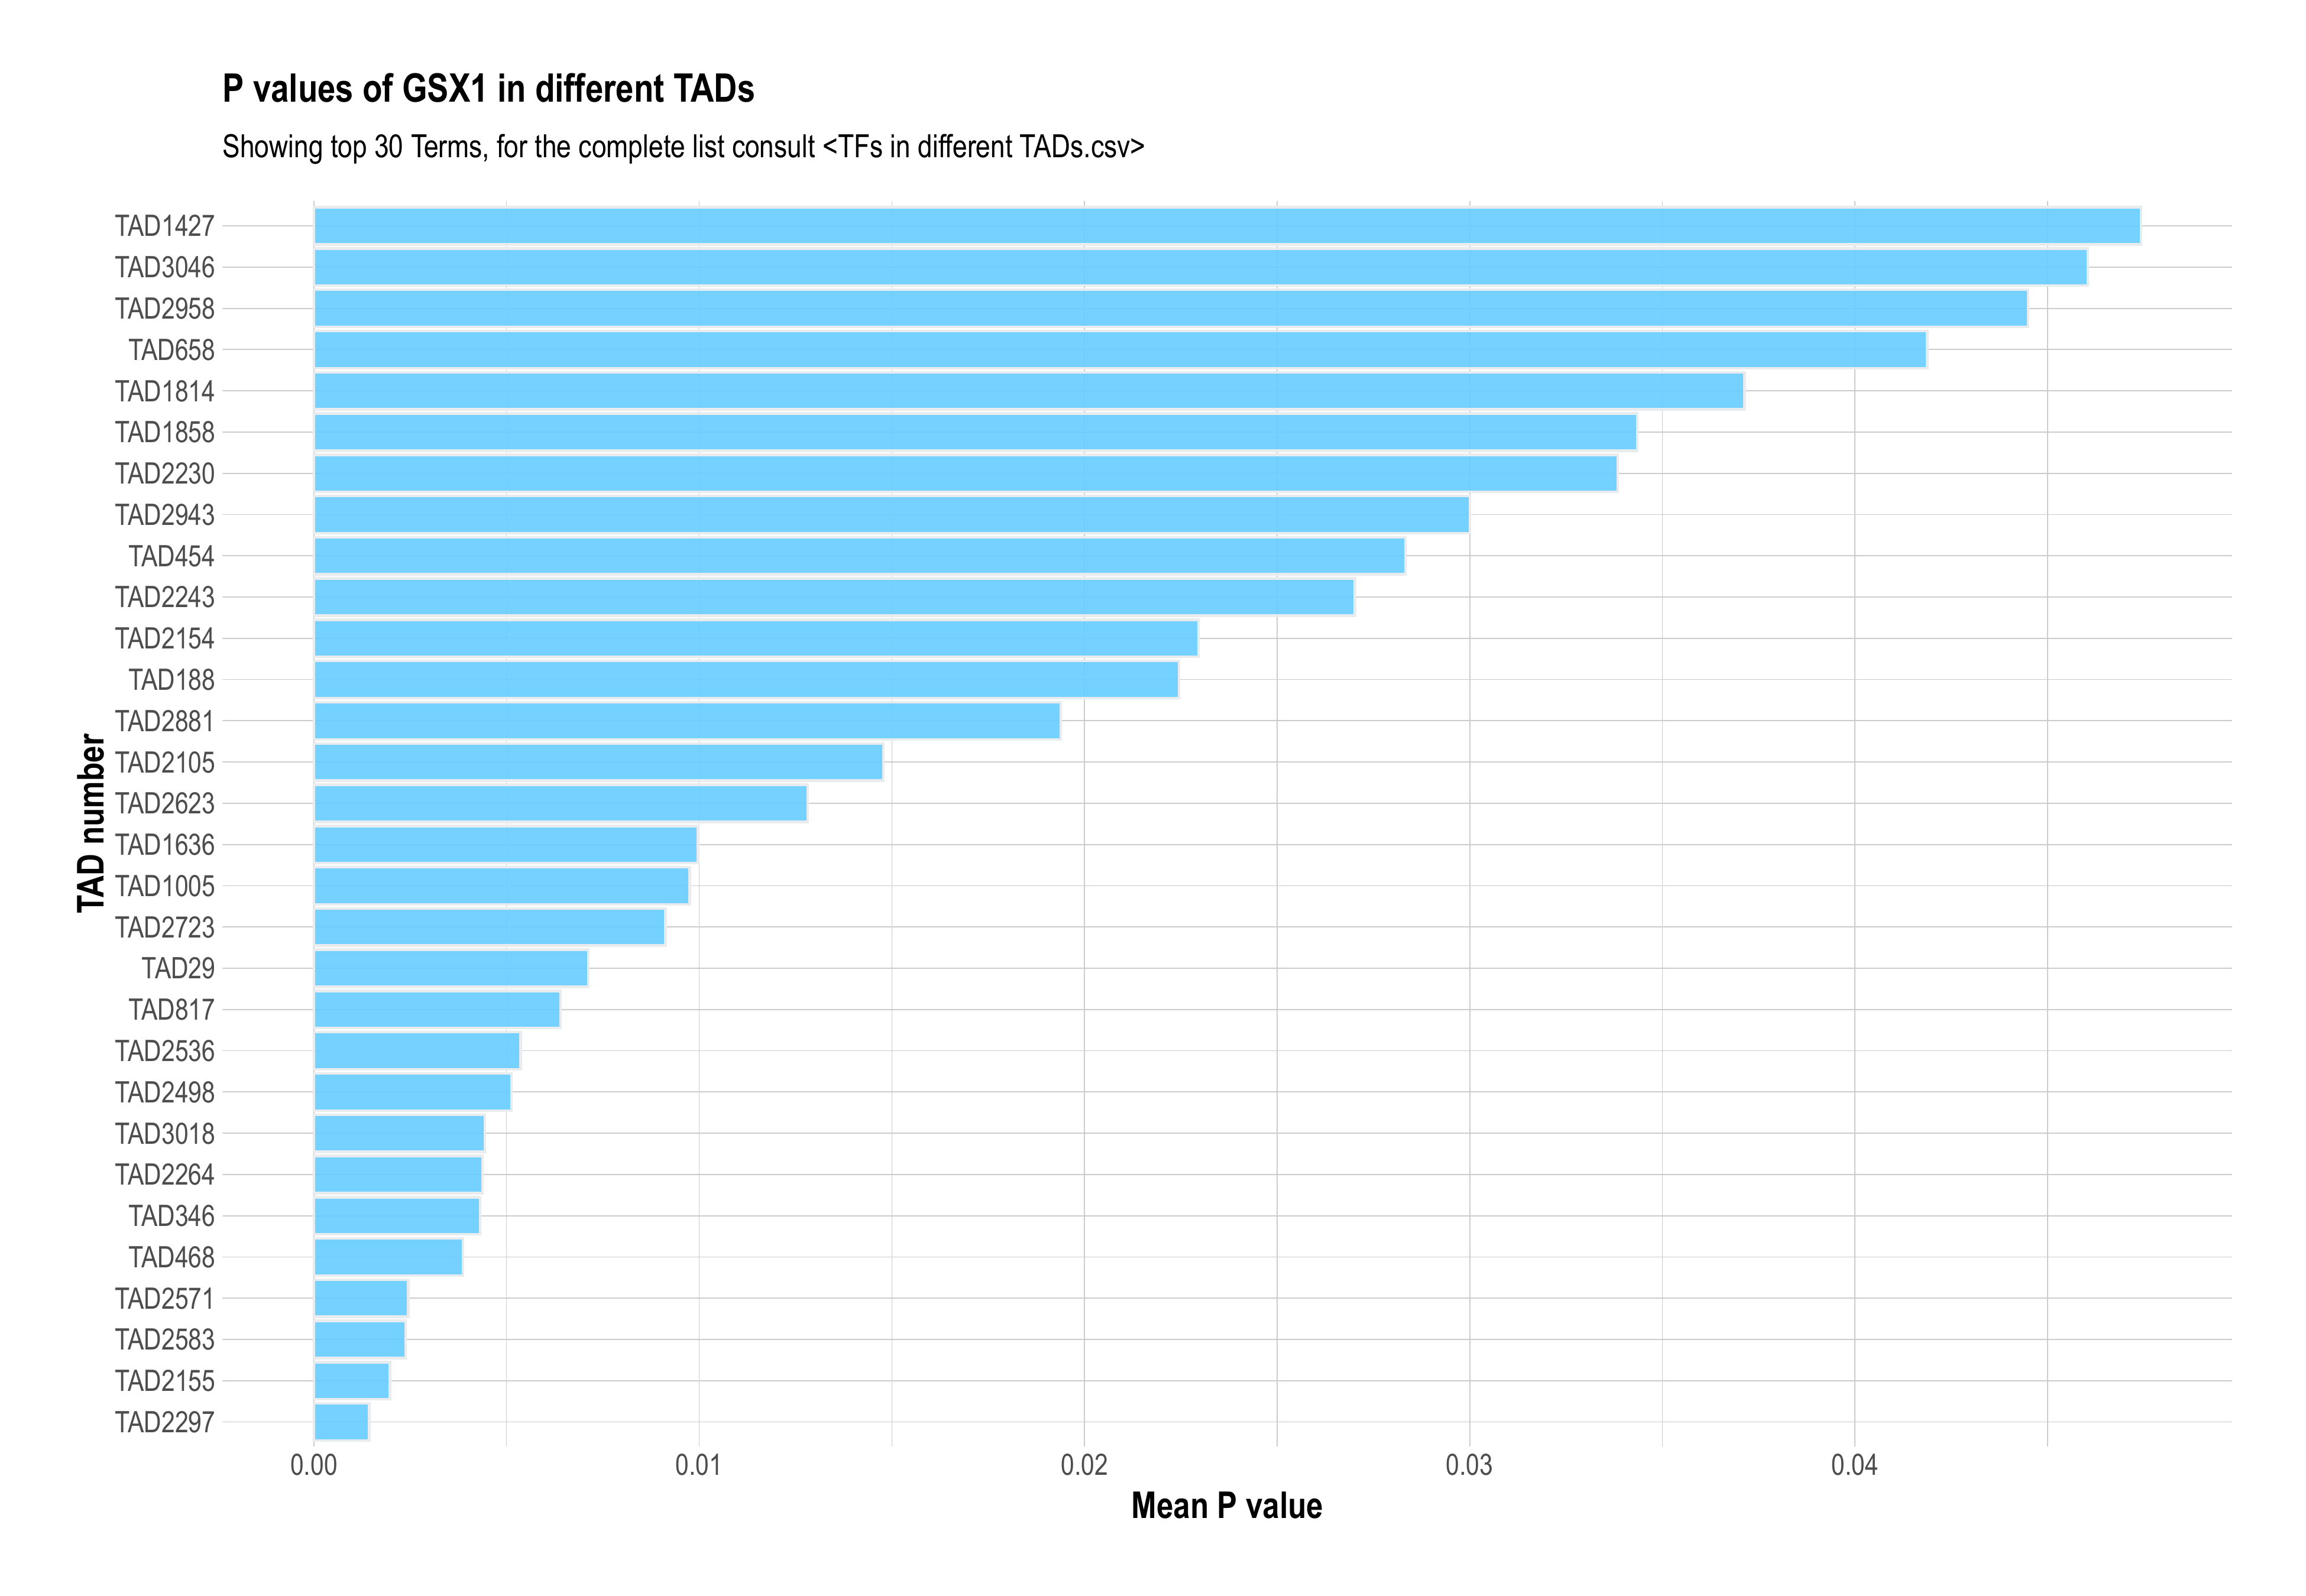 P values of GSX1 in different TADs
Showing top 30 Terms, for the complete list consult <TFs in different TADs.csv>
TAD number
TAD1427
TAD3046
TAD2958
TAD658
TAD1814
TAD1858
TAD2230
TAD2943
TAD454
TAD2243
TAD2154
TAD188
TAD2881
TAD2105
TAD2623
TAD1636
TAD1005
TAD2723
TAD29
TAD817
TAD2536
TAD2498
TAD3018
TAD2264
TAD346
TAD468
TAD2571
TAD2583
TAD2155
TAD2297
0.00 0.01 0.02 0.03 0.04
Mean P value